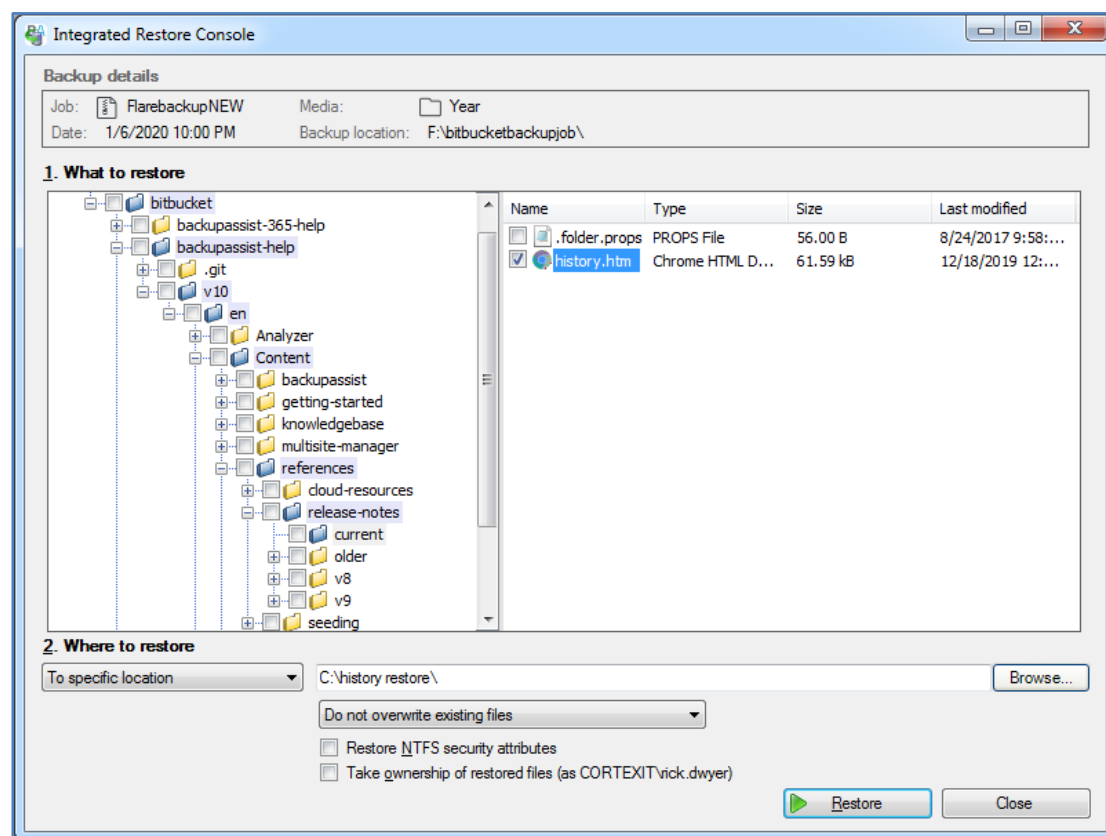 Integrated Restore Console
Backup details
Job: FlarebackupNEW Media: Year
Date: 1/6/2020 10:00 PM Backup location: F:\bitbucketbackupjob\
1. What to restore
bitbucket
backupassist-365-help
backupassist-help
.git
v10
en
Analyzer
Content
backupassist
getting-started
knowledgebase
multisite-manager
references
cloud-resources
release-notes
current
older
v8
v9
seeding
Name Type Size Last modified
.folder.props PROPS File 56.00 B 8/24/2017 9:58:...
history.htm Chrome HTML D... 61.59 kB 12/18/2019 12:...
2. Where to restore
To specific location C:\history restore\ Browse...
Do not overwrite existing files
Restore NTFS security attributes
Take ownership of restored files (as CORTEXIT\rick.dwyer)
Restore Close